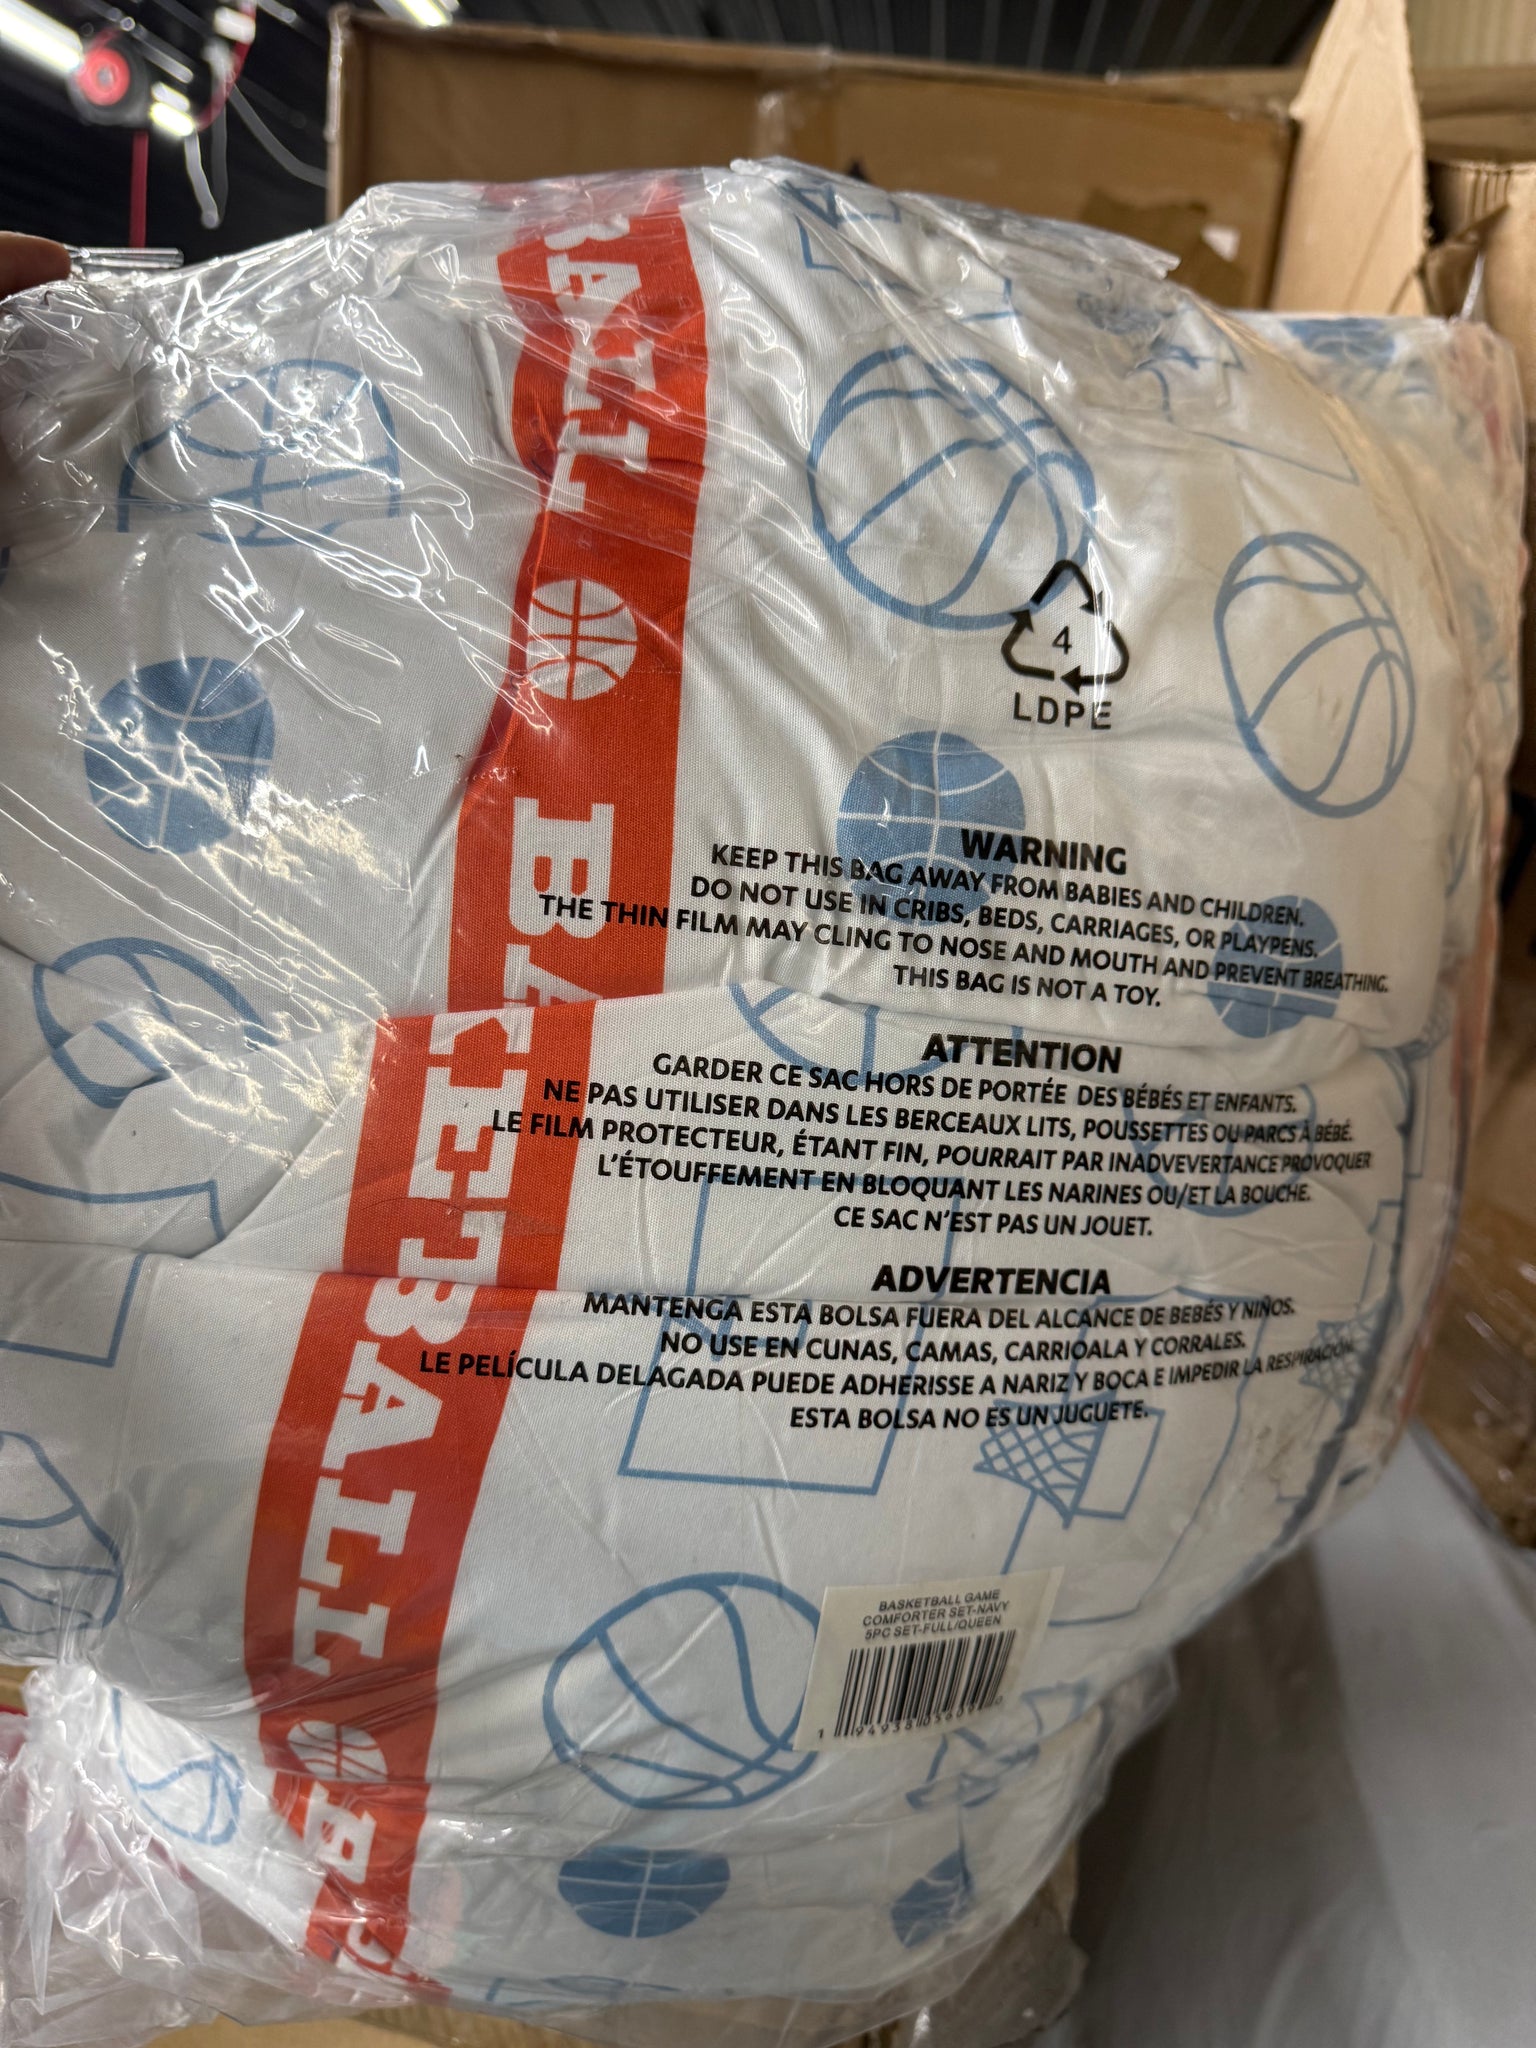 BALL
BAKETBALL
4
LDPE
WARNING
KEEP THIS BAG AWAY FROM BABIES AND CHILDREN.
DO NOT USE IN CRIBS, BEDS, CARRIAGES, OR PLAYPENS.
THE THIN FILM MAY CLING TO NOSE AND MOUTH AND PREVENT BREATHING.
THIS BAG IS NOT A TOY.
ATTENTION
GARDER CE SAC HORS DE PORTÉE DES BÉBÉS ET ENFANTS.
NE PAS UTILISER DANS LES BERCEAUX LITS, POUSSETTES OU PARCS À BÉBÉ.
LE FILM PROTECTEUR, ÉTANT FIN, POURRAIT PAR INADVEVERTANCE PROVOQUER
L'ÉTOUFFEMENT EN BLOQUANT LES NARINES OU/ET LA BOUCHE.
CE SAC N'EST PAS UN JOUET.
ADVERTENCIA
MANTENGA ESTA BOLSA FUERA DEL ALCANCE DE BEBÉS Y NIÑOS.
NO USE EN CUNAS, CAMAS, CARRIOALA Y CORRALES.
LE PELÍCULA DELAGADA PUEDE ADHERISSE A NARIZ Y BOCA E IMPEDIR LA RESPIRACIÓN.
ESTA BOLSA NO ES UN JUGUETE.
BASKETBALL GAME
COMFORTER SET-NAVY
5PC SET-FULL/QUEEN